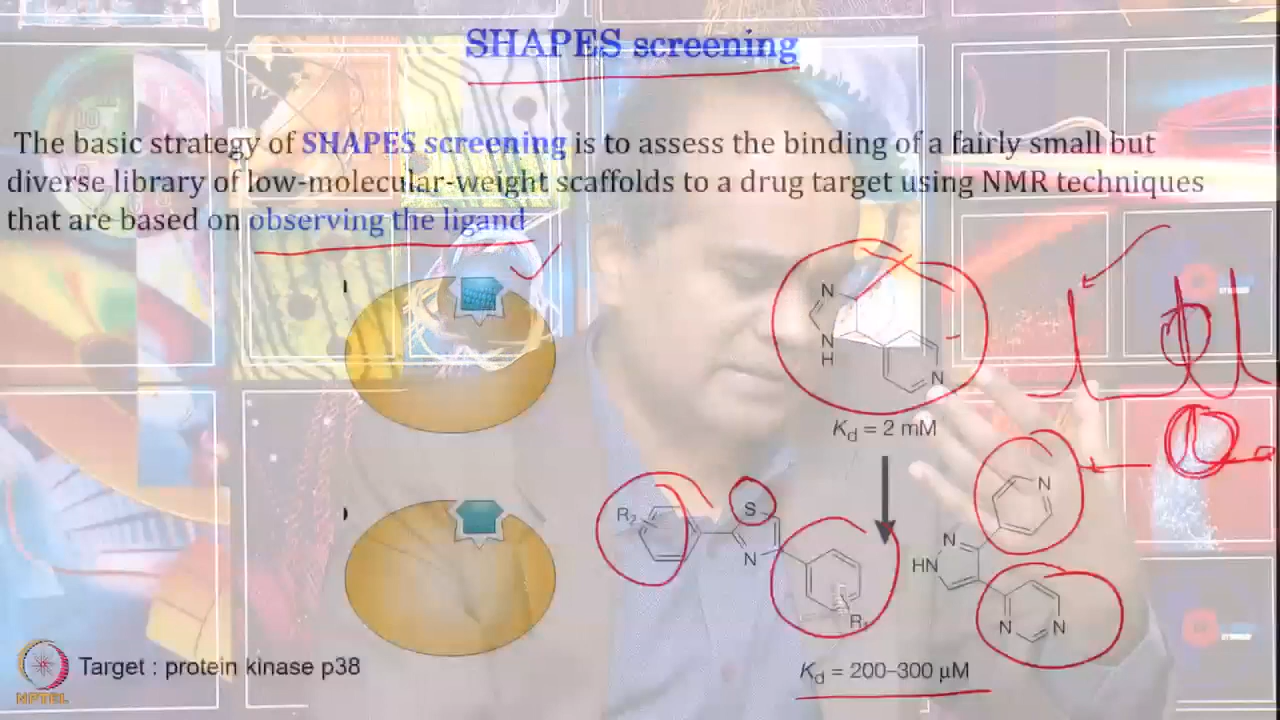 SHAPES screening
The basic strategy of SHAPES screening is to assess the binding of a fairly small but
diverse library of low-molecular-weight scaffolds to a drug target using NMR techniques
that are based on observing the ligand
N
N
H
N
Kd = 2 mM
N
R2
S
N
N
HN
N
N
R1
Kd = 200–300 μM
Target : protein kinase p38
NPTEL